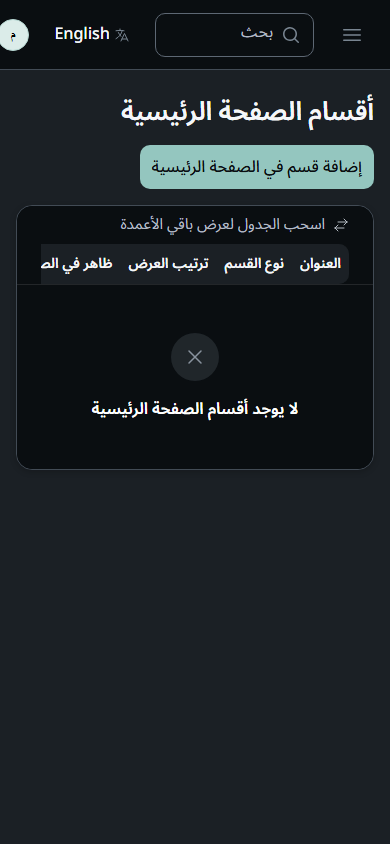 بحث
English
م
أقسام الصفحة الرئيسية
إضافة قسم في الصفحة الرئيسية
اسحب الجدول لعرض باقي الأعمدة
العنوان نوع القسم ترتيب العرض ظاهر في
لا يوجد أقسام الصفحة الرئيسية